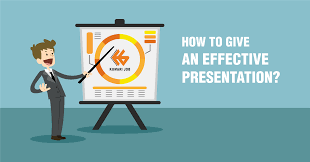 HOW TO GIVE
AN EFFECTIVE
PRESENTATION?